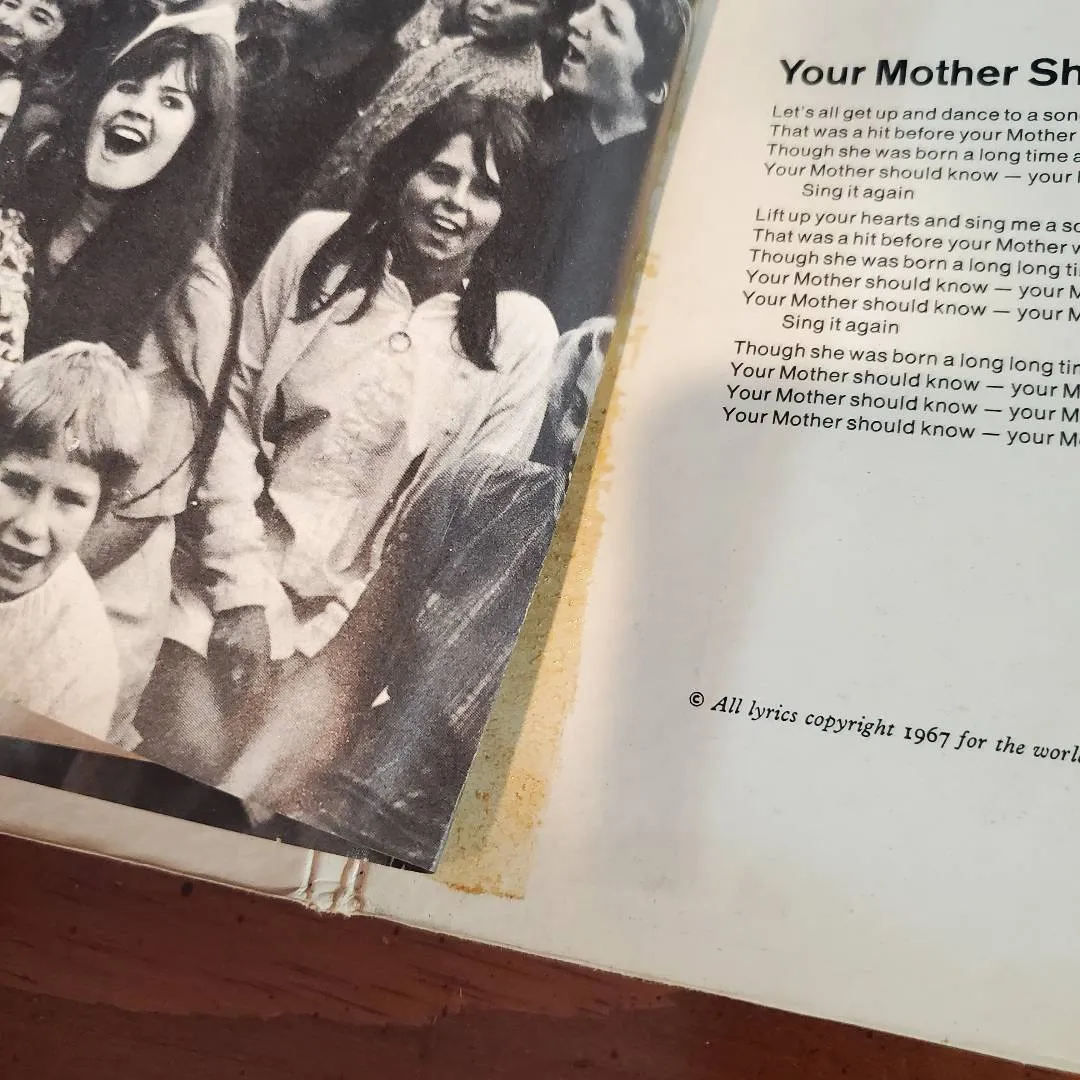 Your Mother Sh
Let's all get up and dance to a son
That was a hit before your Mother
Though she was born a long time a
Your Mother should know — your
Sing it again
Lift up your hearts and sing me a so
That was a hit before your Mother w
Though she was born a long long ti
Your Mother should know — your M
Your Mother should know — your M
Sing it again
Though she was born a long long tim
Your Mother should know — your M
Your Mother should know — your M
Your Mother should know — your M
© All lyrics copyright 1967 for the worl